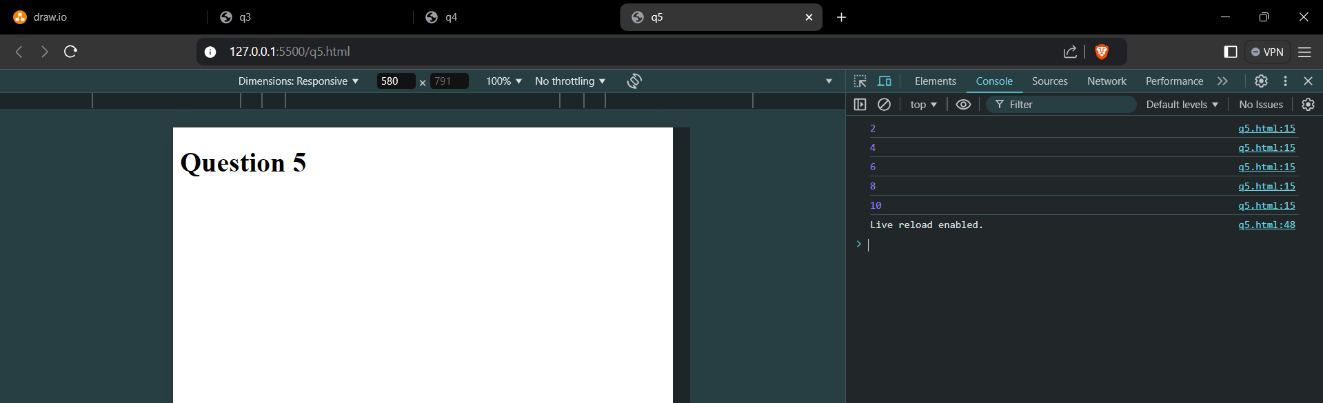 draw.io q3 q4 q5
127.0.0.1:5500/q5.html VPN
Dimensions: Responsive 580 x 791 100% No throttling
Elements Console Sources Network Performance
top Filter Default levels No Issues
Question 5
2 q5.html:15
4 q5.html:15
6 q5.html:15
8 q5.html:15
10 q5.html:15
Live reload enabled. q5.html:48